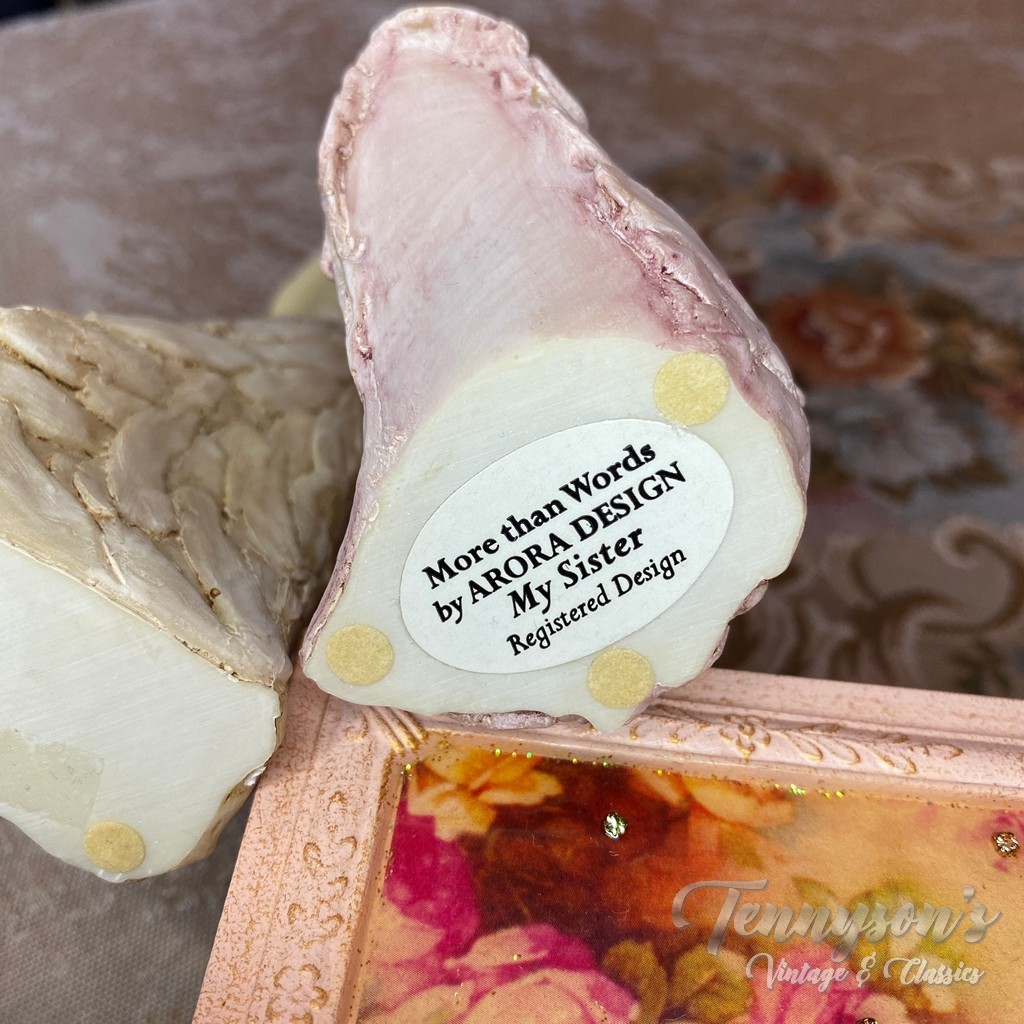 More than Words
by ARORA DESIGN
My Sister
Registered Design
Tennyson's
Vintage & Classics